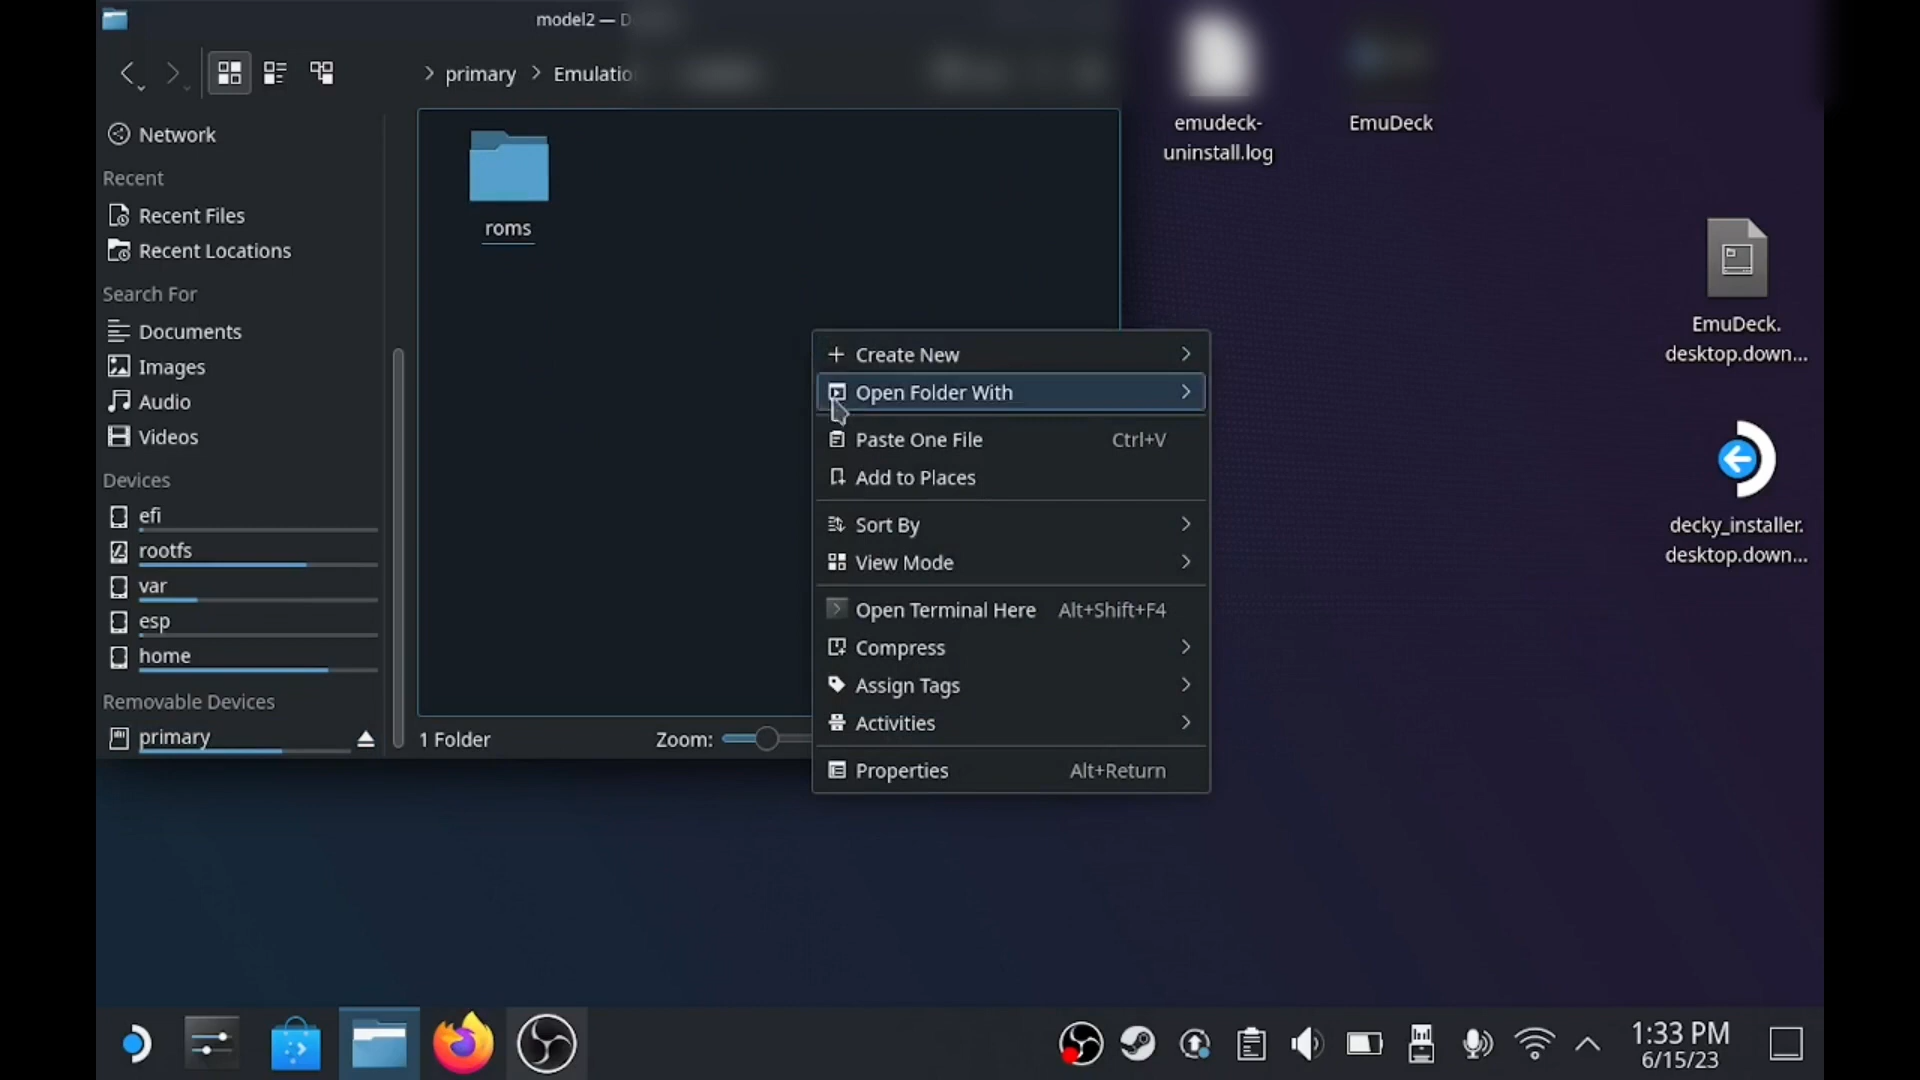 model2 — D
primary
Emulatio
Network
Recent
Recent Files
Recent Locations
Search For
Documents
Images
Audio
Videos
Devices
efi
rootfs
var
esp
home
Removable Devices
primary
roms
1 Folder
Zoom:
Create New
Open Folder With
Paste One File Ctrl+V
Add to Places
Sort By
View Mode
Open Terminal Here Alt+Shift+F4
Compress
Assign Tags
Activities
Properties Alt+Return
emudeck-
uninstall.log
EmuDeck
EmuDeck.
desktop.down...
decky_installer.
desktop.down...
1:33 PM
6/15/23